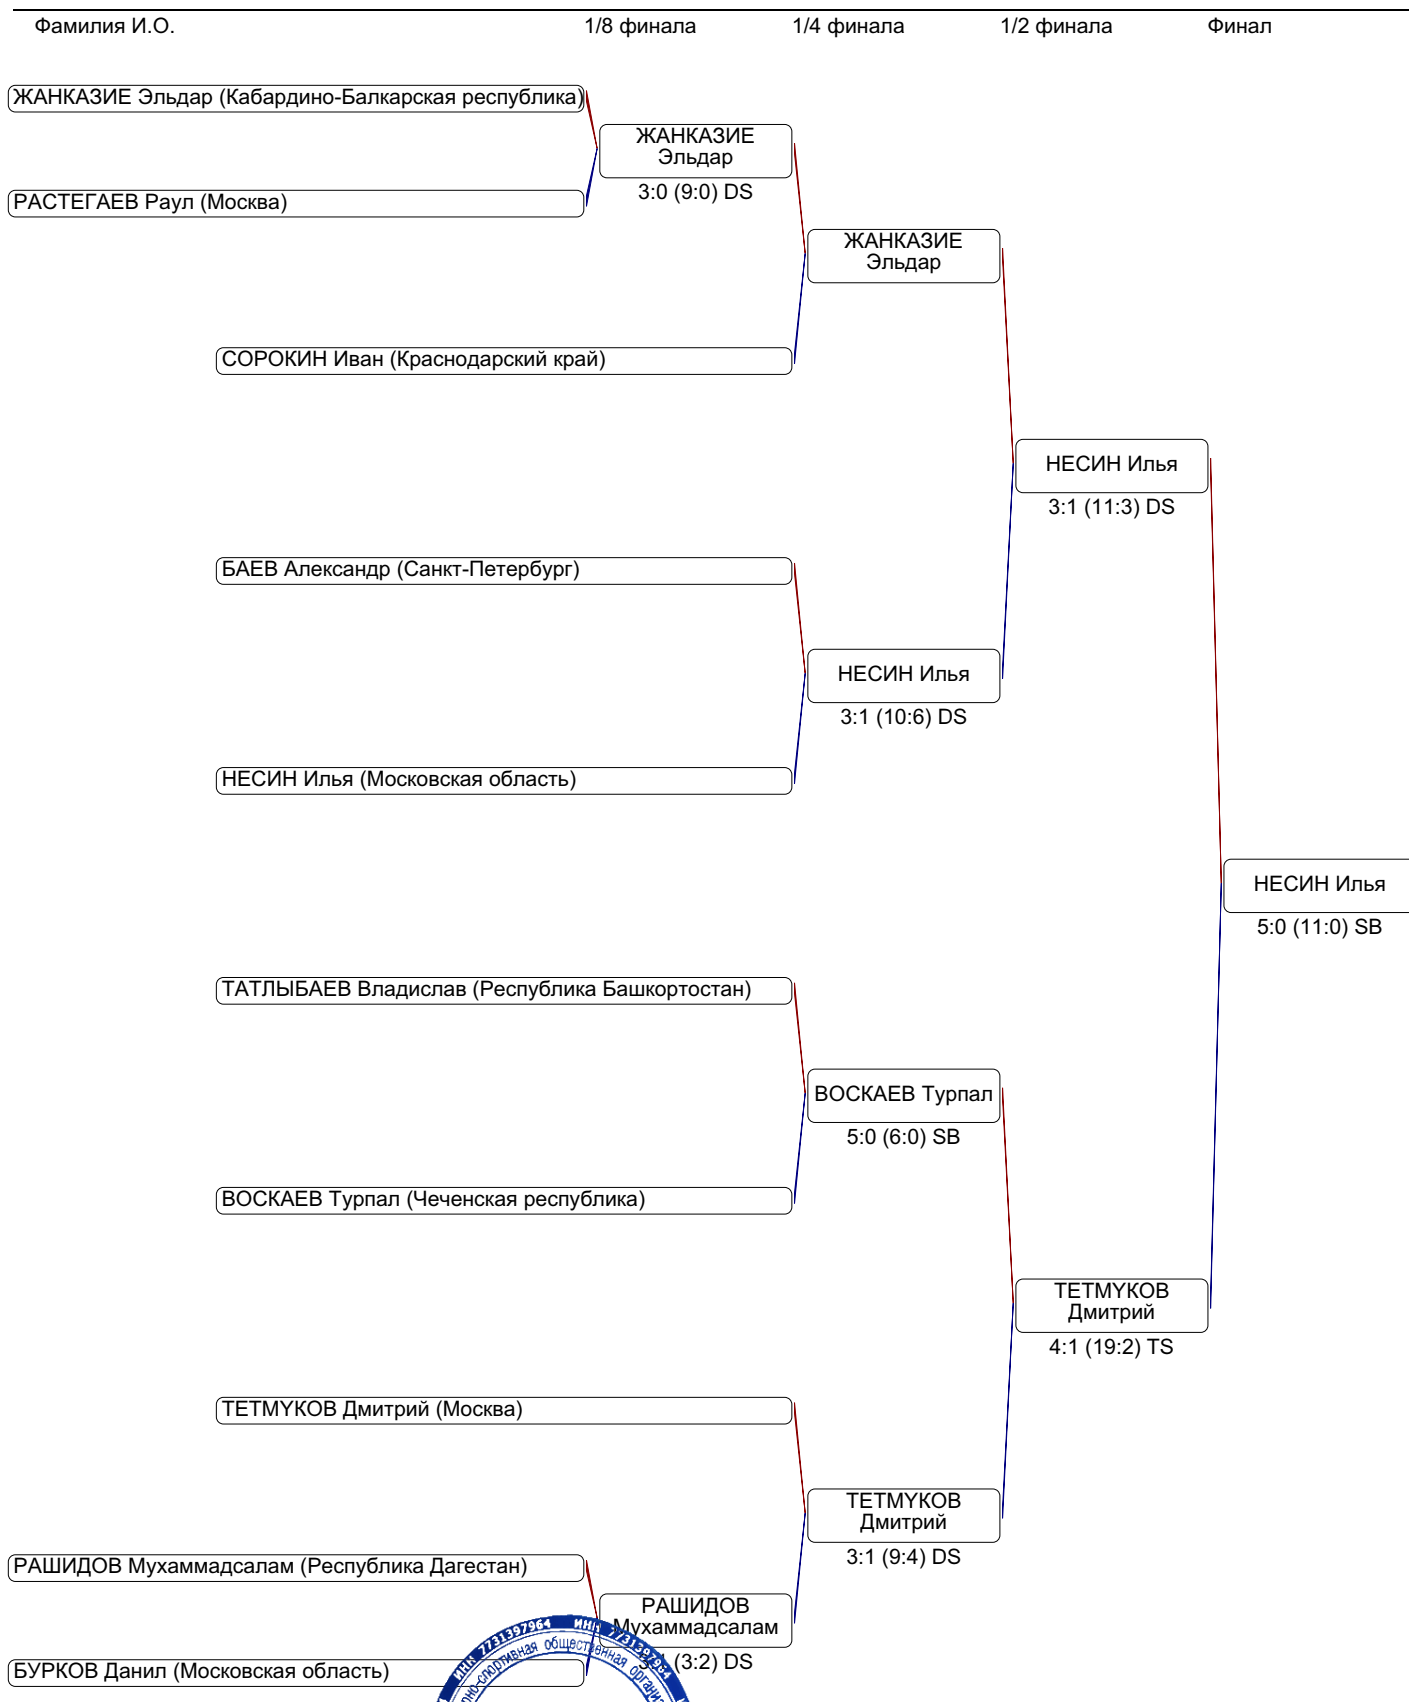 Фамилия И.О. 1/8 финала 1/4 финала 1/2 финала Финал
ЖАНКАЗИЕ Эльдар (Кабардино-Балкарская республика)
ЖАНКАЗИЕ
Эльдар
3:0 (9:0) DS
РАСТЕГАЕВ Раул (Москва)
ЖАНКАЗИЕ
Эльдар
СОРОКИН Иван (Краснодарский край)
НЕСИН Илья
3:1 (11:3) DS
БАЕВ Александр (Санкт-Петербург)
НЕСИН Илья
3:1 (10:6) DS
НЕСИН Илья (Московская область)
НЕСИН Илья
5:0 (11:0) SB
ТАТЛЫБАЕВ Владислав (Республика Башкортостан)
ВОСКАЕВ Турпал
5:0 (6:0) SB
ВОСКАЕВ Турпал (Чеченская республика)
ТЕТМУКОВ
Дмитрий
4:1 (19:2) TS
ТЕТМУКОВ Дмитрий (Москва)
ТЕТМУКОВ
Дмитрий
3:1 (9:4) DS
РАШИДОВ Мухаммадсалам (Республика Дагестан)
РАШИДОВ
Мухаммадсалам
(3:2) DS
БУРКОВ Данил (Московская область)
ИНН 7731397964 ИНН 7731397964
общественная